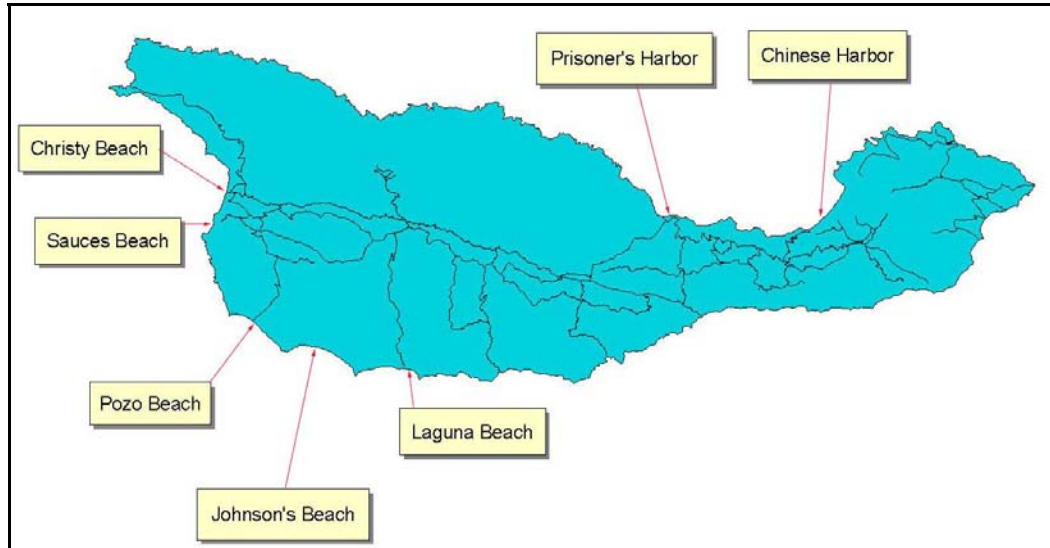 Prisoner's Harbor
Chinese Harbor
Christy Beach
Sauces Beach
Pozo Beach
Laguna Beach
Johnson's Beach